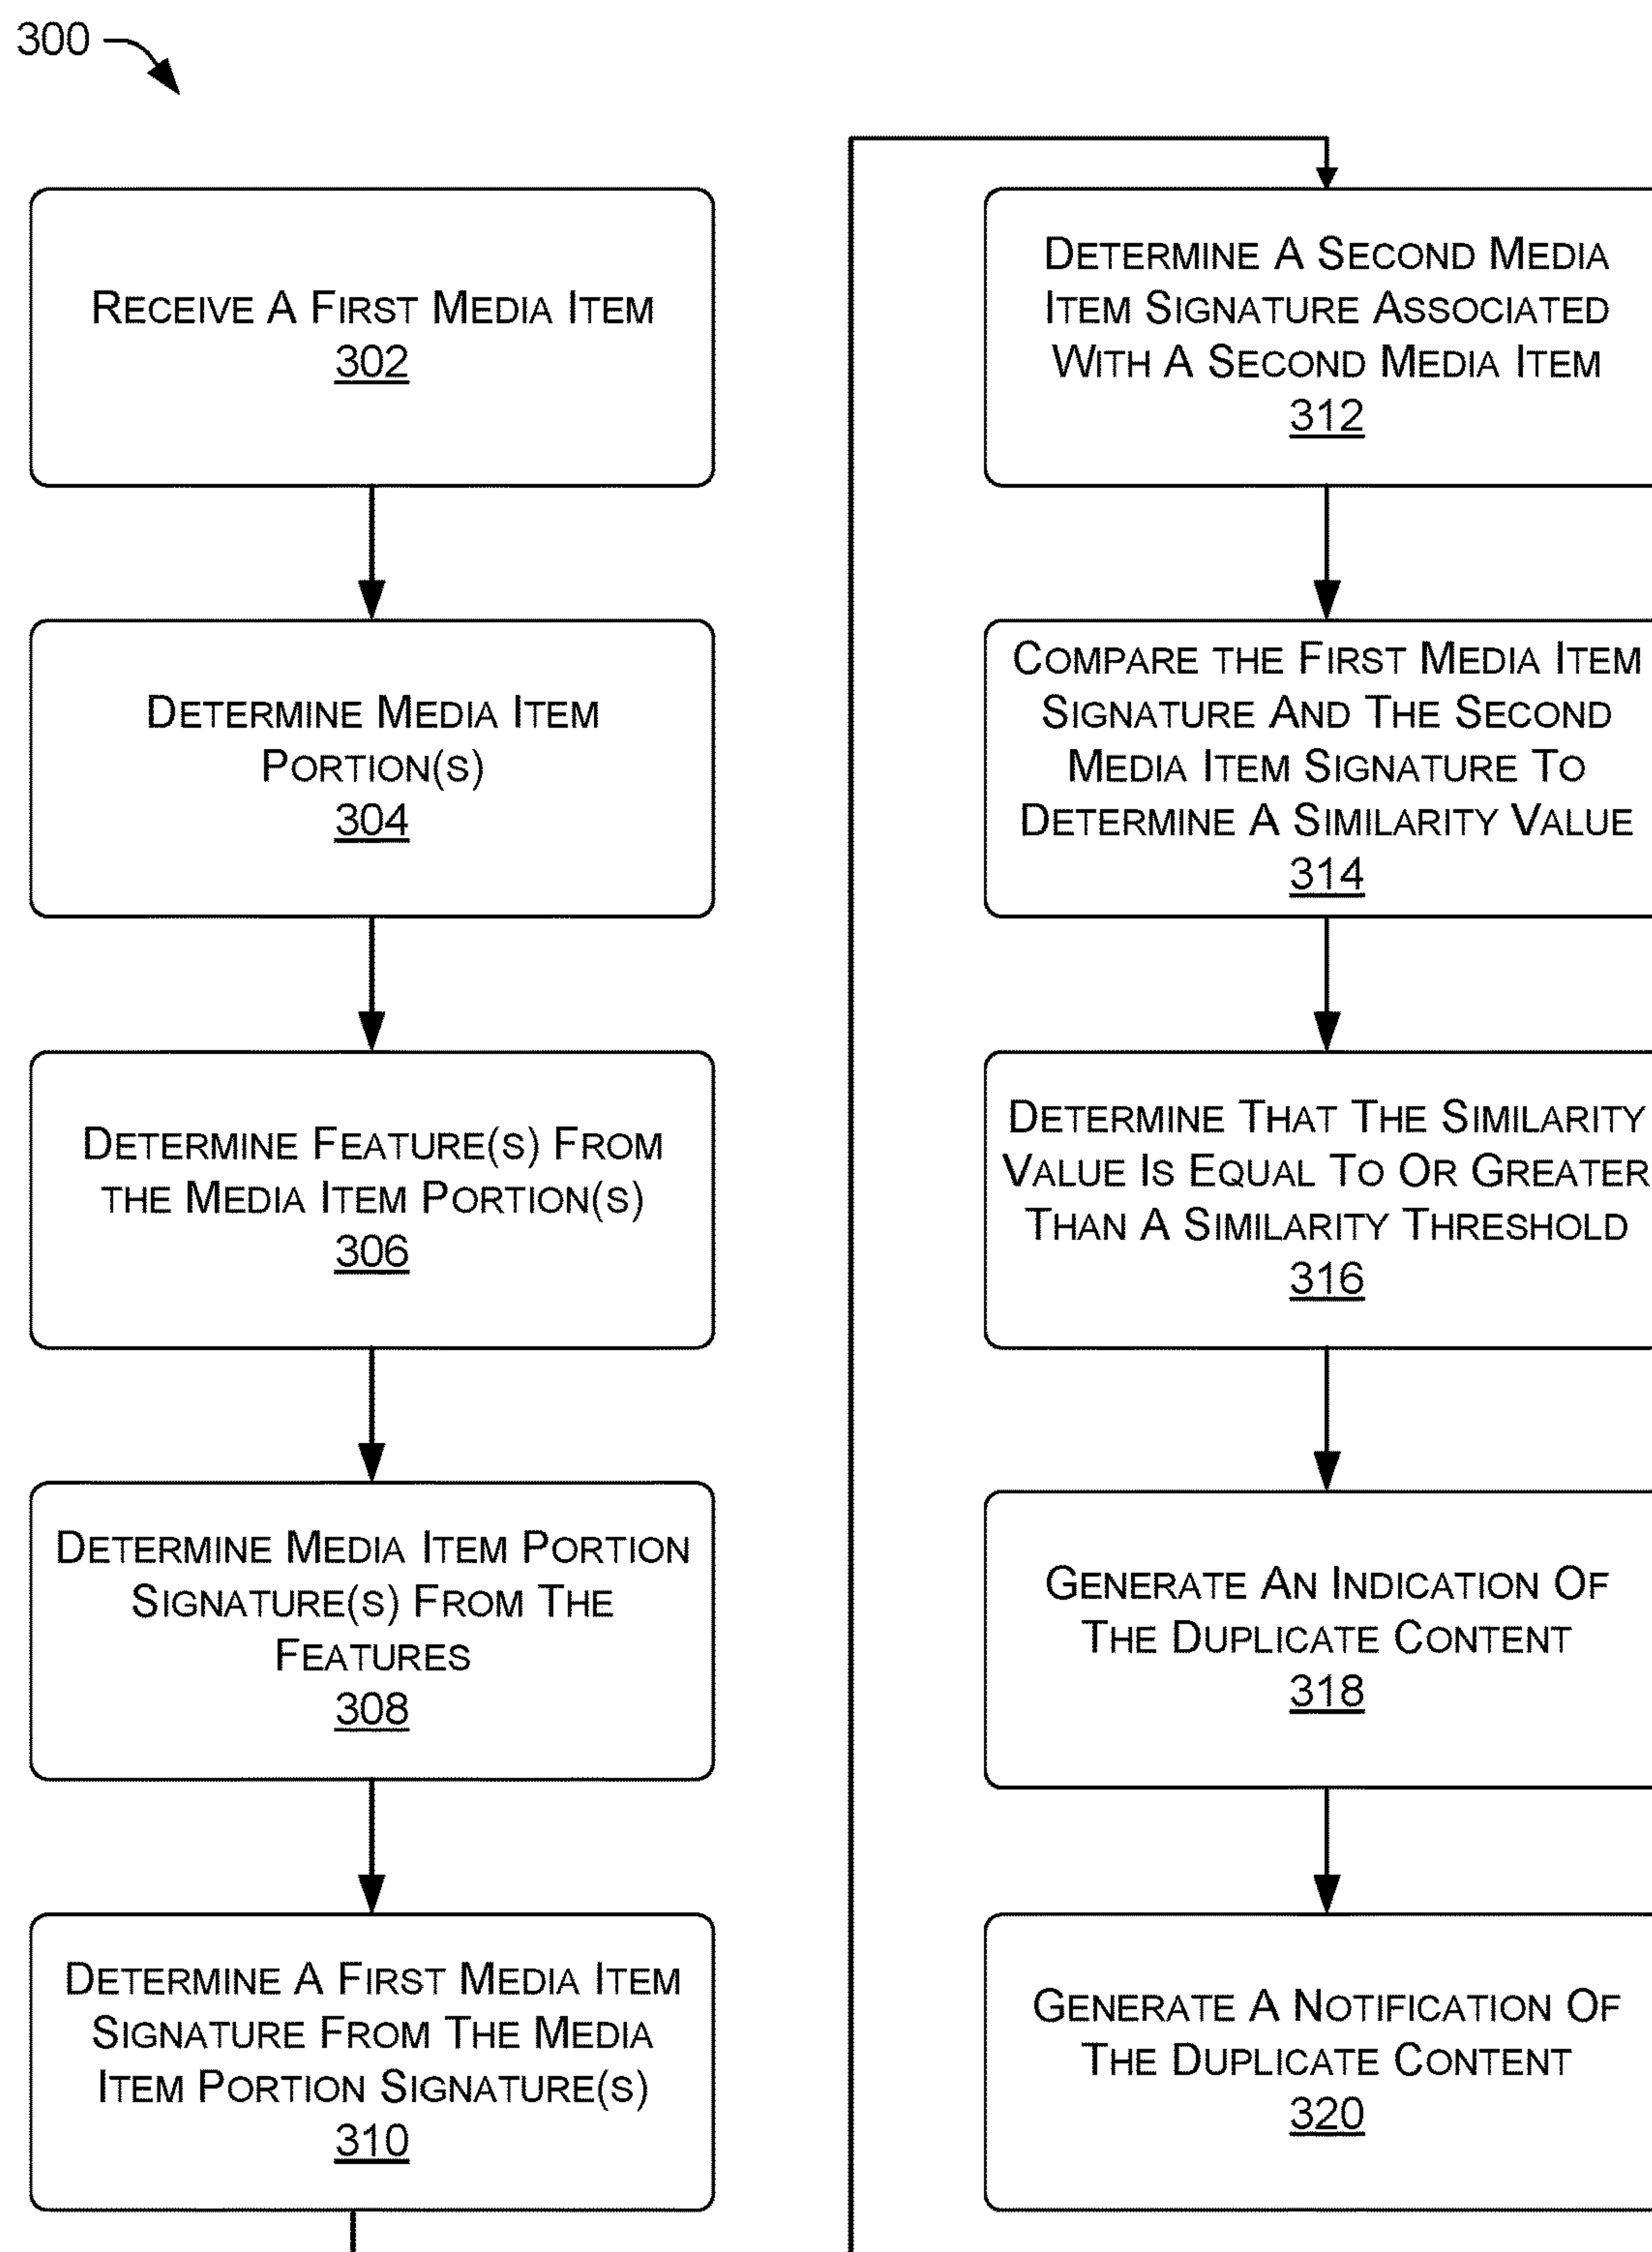 300
RECEIVE A FIRST MEDIA ITEM
302
DETERMINE MEDIA ITEM
PORTION(S)
304
DETERMINE FEATURE(S) FROM
THE MEDIA ITEM PORTION(S)
306
DETERMINE MEDIA ITEM PORTION
SIGNATURE(S) FROM THE
FEATURES
308
DETERMINE A FIRST MEDIA ITEM
SIGNATURE FROM THE MEDIA
ITEM PORTION SIGNATURE(S)
310
DETERMINE A SECOND MEDIA
ITEM SIGNATURE ASSOCIATED
WITH A SECOND MEDIA ITEM
312
COMPARE THE FIRST MEDIA ITEM
SIGNATURE AND THE SECOND
MEDIA ITEM SIGNATURE TO
DETERMINE A SIMILARITY VALUE
314
DETERMINE THAT THE SIMILARITY
VALUE IS EQUAL TO OR GREATER
THAN A SIMILARITY THRESHOLD
316
GENERATE AN INDICATION OF
THE DUPLICATE CONTENT
318
GENERATE A NOTIFICATION OF
THE DUPLICATE CONTENT
320